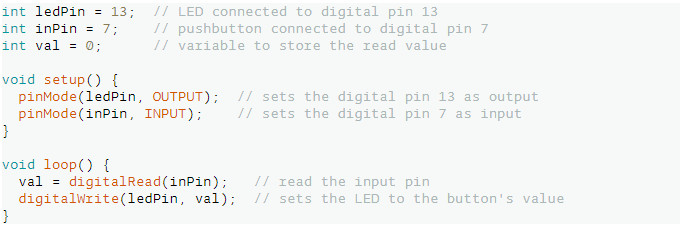 int ledPin = 13;  // LED connected to digital pin 13
int inPin = 7;    // pushbutton connected to digital pin 7
int val = 0;      // variable to store the read value

void setup() {
  pinMode(ledPin, OUTPUT);  // sets the digital pin 13 as output
  pinMode(inPin, INPUT);    // sets the digital pin 7 as input
}

void loop() {
  val = digitalRead(inPin);   // read the input pin
  digitalWrite(ledPin, val);  // sets the LED to the button's value
}